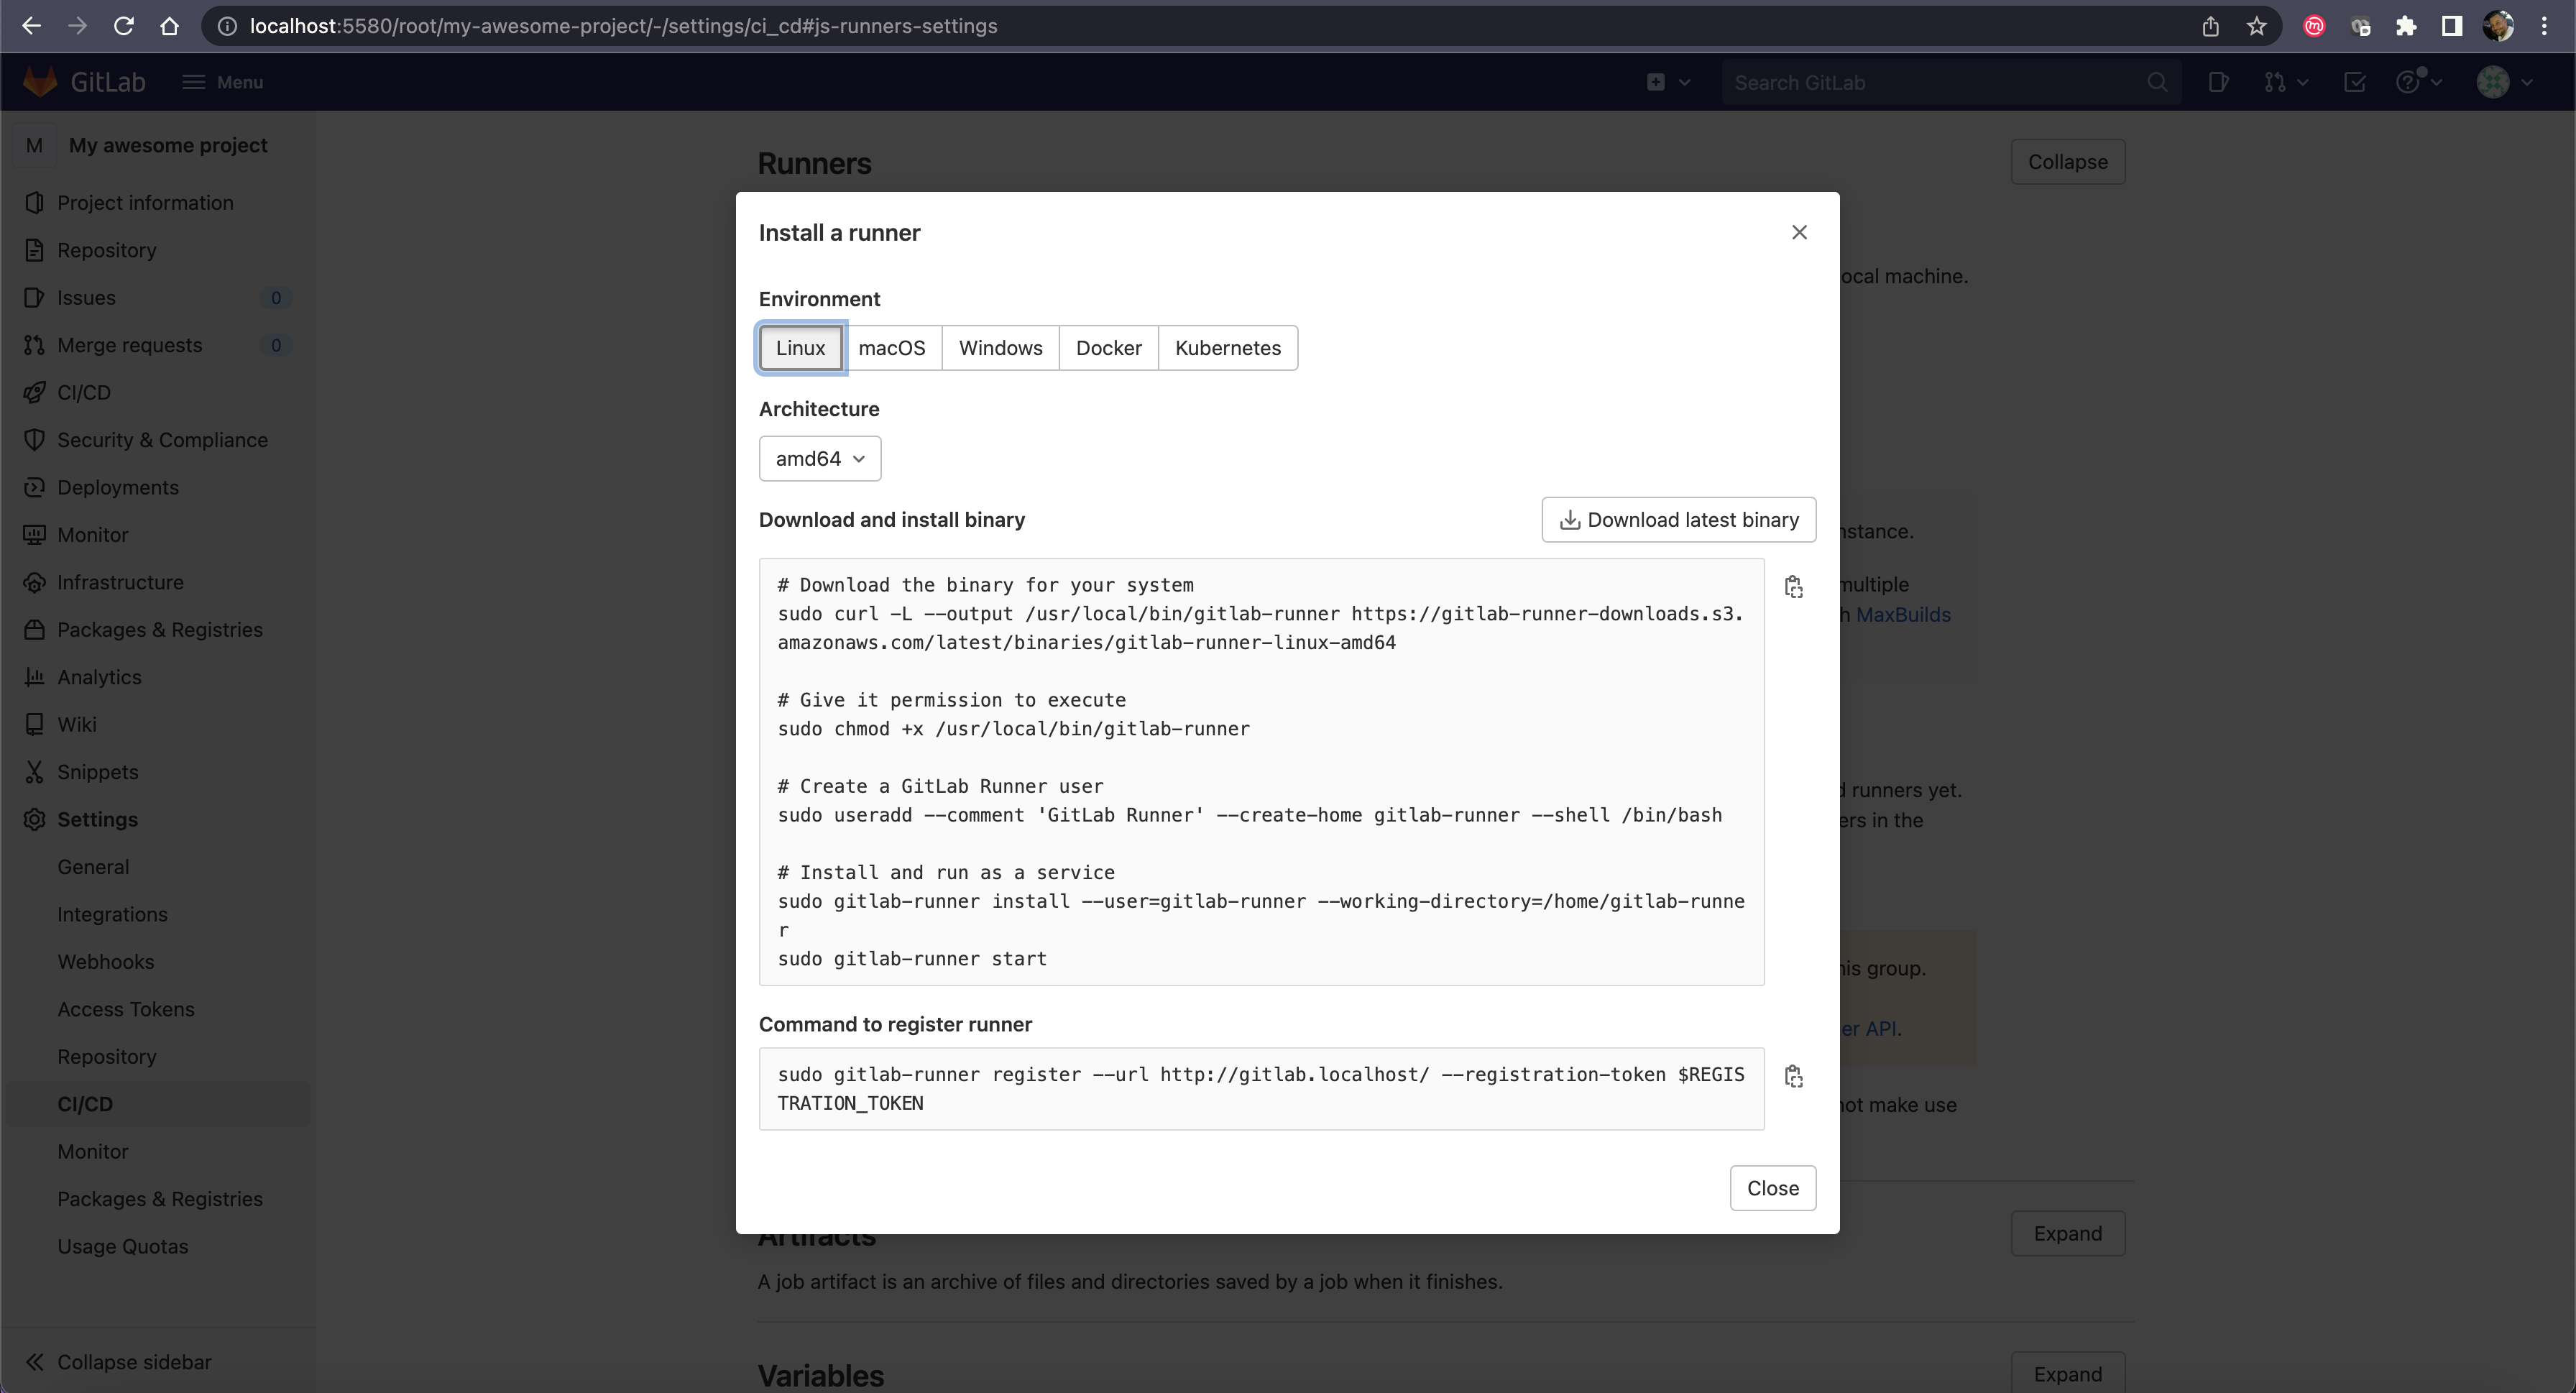 localhost:5580/root/my-awesome-project/-/settings/ci_cd#js-runners-settings
GitLab
Menu
Search GitLab
M
My awesome project
Project information
Repository
Issues
0
Merge requests
0
CI/CD
Security & Compliance
Deployments
Monitor
Infrastructure
Packages & Registries
Analytics
Wiki
Snippets
Settings
General
Integrations
Webhooks
Access Tokens
Repository
CI/CD
Monitor
Packages & Registries
Usage Quotas
Collapse sidebar
Runners
Collapse
Install a runner
Environment
Linux
macOS
Windows
Docker
Kubernetes
Architecture
amd64
Download and install binary
Download latest binary
# Download the binary for your system
sudo curl -L --output /usr/local/bin/gitlab-runner https://gitlab-runner-downloads.s3.
amazonaws.com/latest/binaries/gitlab-runner-linux-amd64
# Give it permission to execute
sudo chmod +x /usr/local/bin/gitlab-runner
# Create a GitLab Runner user
sudo useradd --comment 'GitLab Runner' --create-home gitlab-runner --shell /bin/bash
# Install and run as a service
sudo gitlab-runner install --user=gitlab-runner --working-directory=/home/gitlab-runne
r
sudo gitlab-runner start
Command to register runner
sudo gitlab-runner register --url http://gitlab.localhost/ --registration-token $REGIS
TRATION_TOKEN
Close
machine.
multiple
MaxBuilds
runners yet.
in the
group.
API.
make use
Artifacts
Expand
A job artifact is an archive of files and directories saved by a job when it finishes.
Variables
Expand